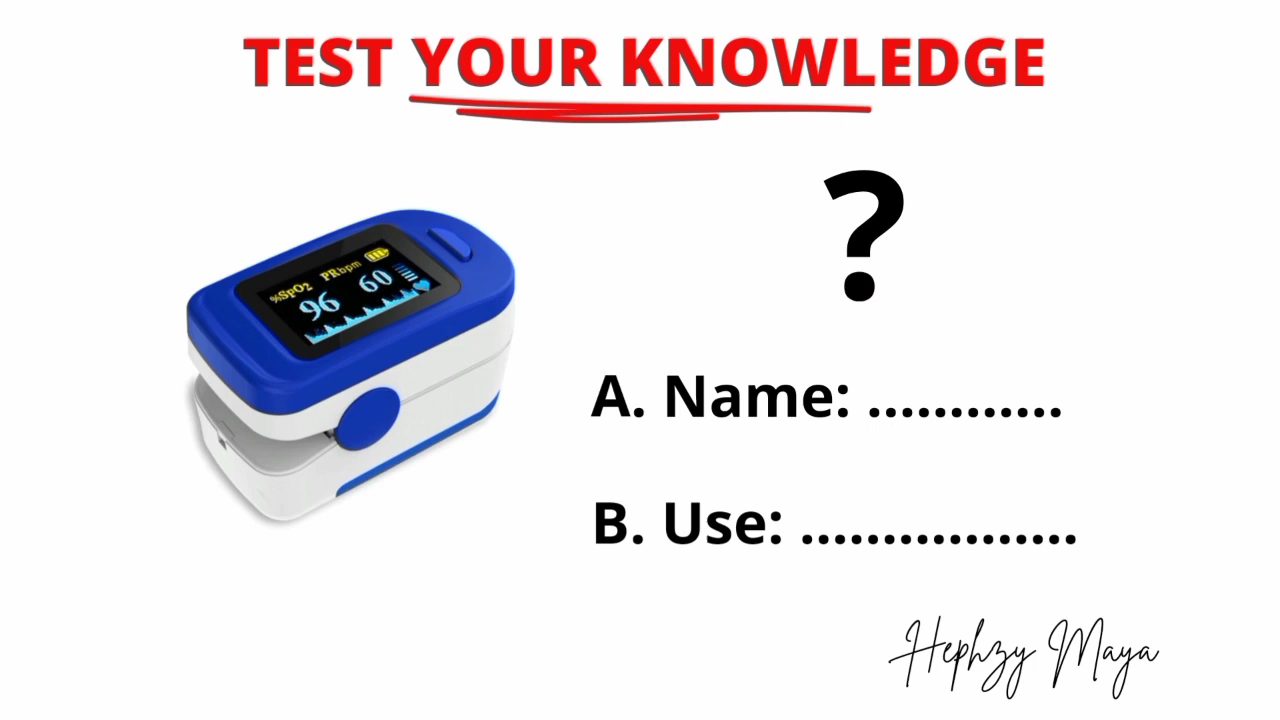 TEST YOUR KNOWLEDGE
?
%SpO2 PRbpm
96 60
A. Name: ............
B. Use: .................
Hephzy Maya